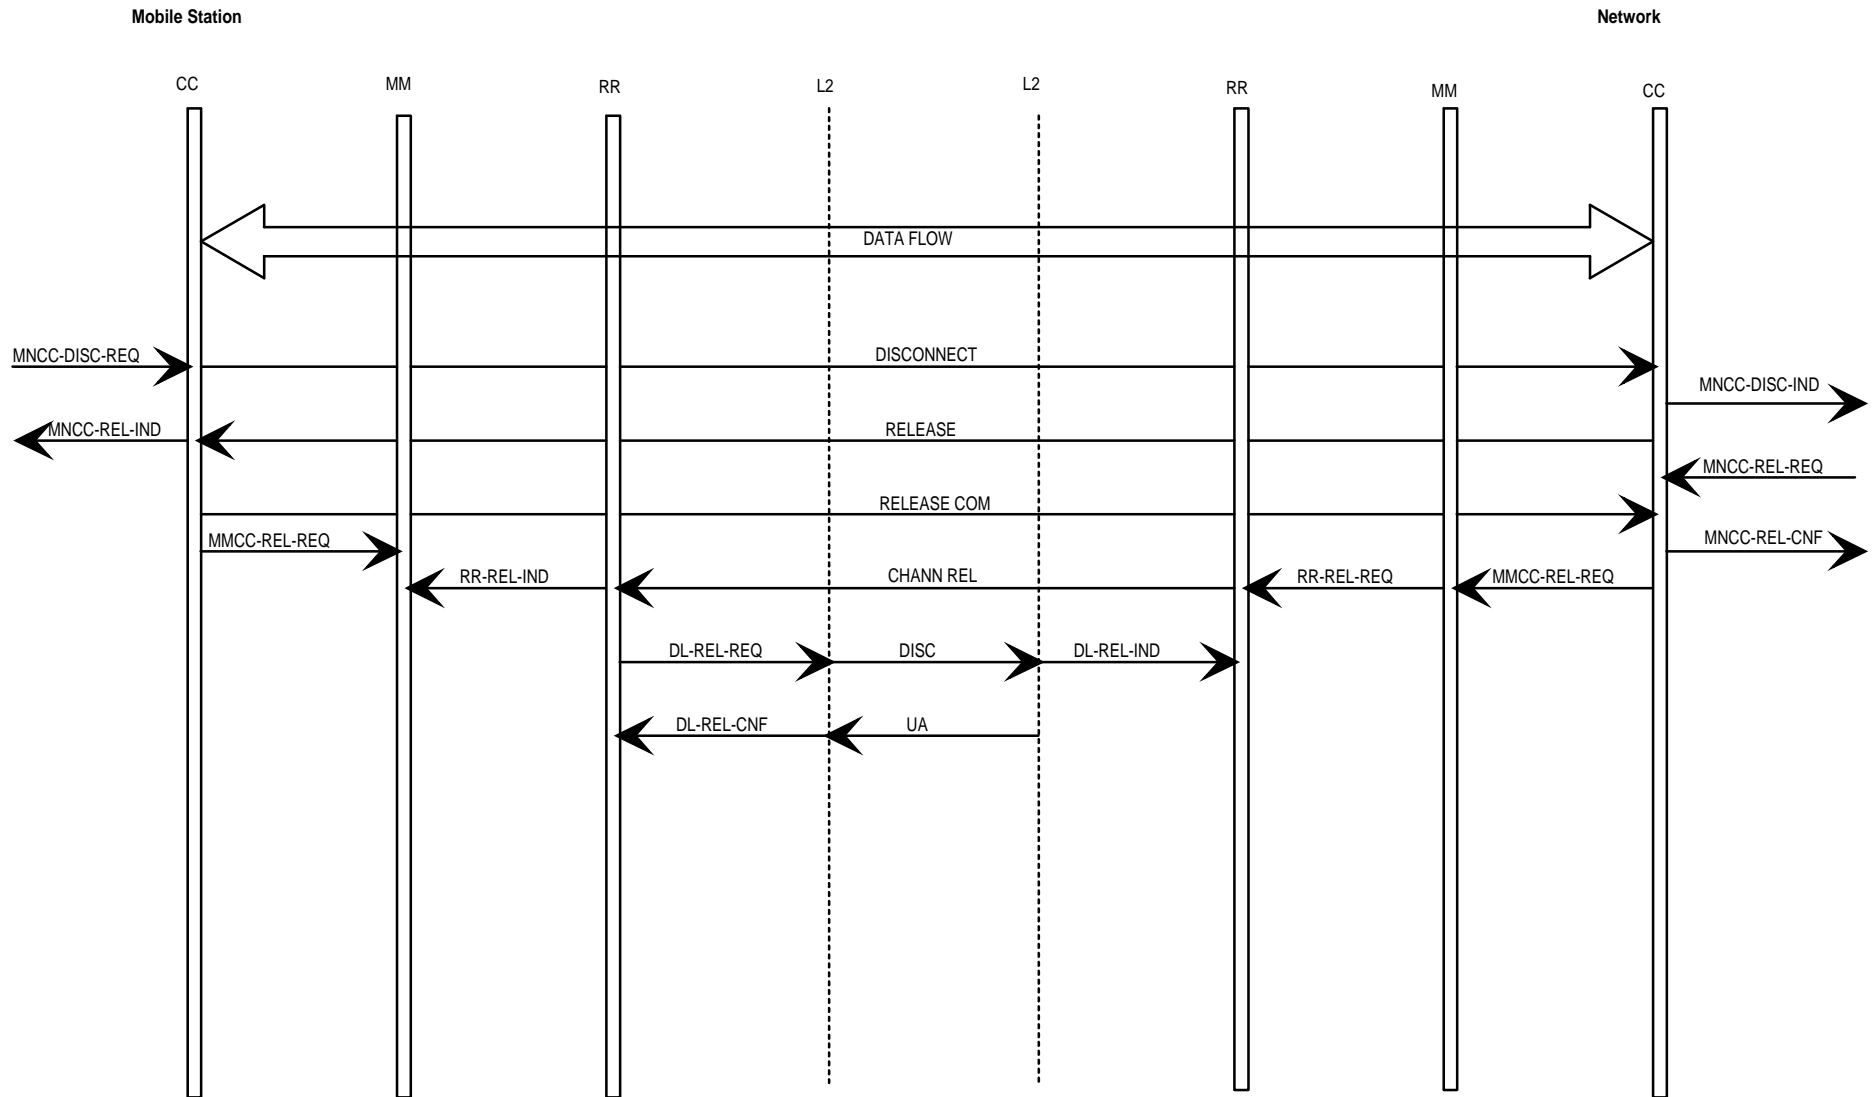 Mobile Station
Network
CC
MM
RR
L2
L2
RR
MM
CC
DATA FLOW
MNCC-DISC-REQ
DISCONNECT
MNCC-DISC-IND
MNCC-REL-IND
RELEASE
MNCC-REL-REQ
RELEASE COM
MMCC-REL-REQ
MNCC-REL-CNF
RR-REL-IND
CHANN REL
RR-REL-REQ
MMCC-REL-REQ
DL-REL-REQ
DISC
DL-REL-IND
DL-REL-CNF
UA